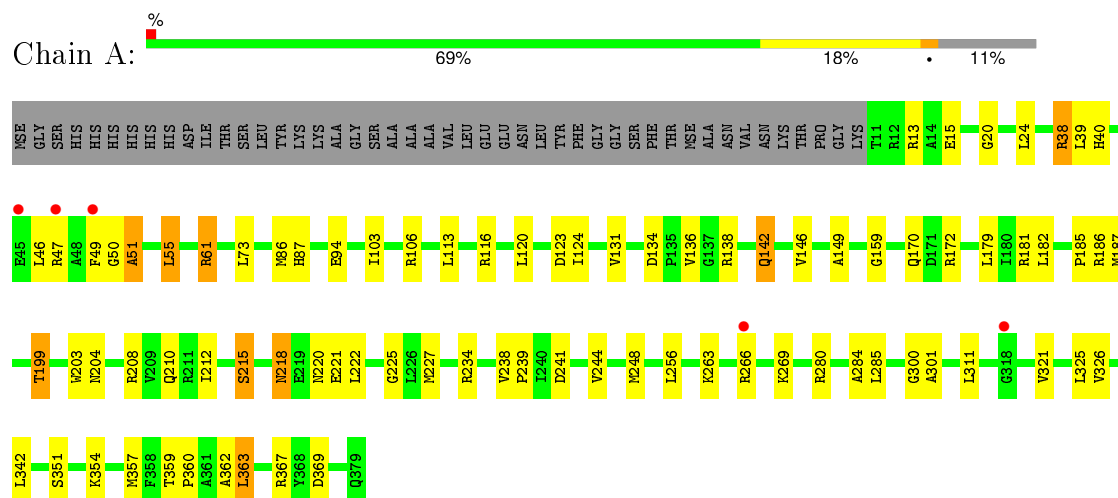 %
Chain A:
69% 18% • 11%
MSE GLY SER HIS HIS HIS HIS HIS HIS ASP ILE THR SER LEU TYR LYS LYS ALA GLY SER ALA ALA ALA VAL LEU GLU GLU ASN LEU TYR PHE GLY GLY SER PHE THR MSE ALA ASN VAL ASN LYS THR PRO GLY LYS T11 R12 R13 A14 E15 G20 L24 R38 L39 H40
E45 L46 R47 A48 F49 G50 A51 L55 R61 L73 M86 H87 E94 I103 R106 L113 R116 L120 D123 I124 V131 D134 P135 V136 G137 R138 Q142 V146 A149 G159 Q170 D171 R172 L179 I180 R181 L182 P185 R186 M187
T199 W203 N204 R208 V209 Q210 R211 I212 S215 N218 E219 N220 E221 L222 G225 L226 M227 R234 V238 P239 I240 D241 V244 M248 L256 K263 R266 K269 R280 A284 L285 G300 A301 L311 G318 V321 L325 V326
L342 S351 K354 M357 F358 T359 P360 A361 A362 L363 R367 Y368 D369 Q379